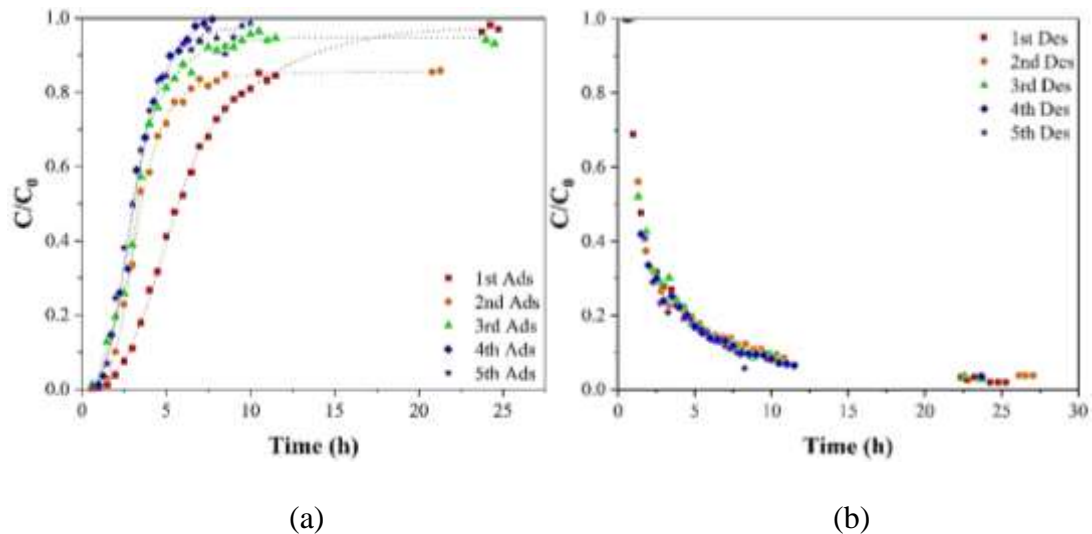 1.0
0.8
0.6
0.4
0.2
0.0
C/C0
0 5 10 15 20 25
Time (h)
1st Ads
2nd Ads
3rd Ads
4th Ads
5th Ads
(a)
1.0
0.8
0.6
0.4
0.2
0.0
C/C0
0 5 10 15 20 25 30
Time (h)
1st Des
2nd Des
3rd Des
4th Des
5th Des
(b)